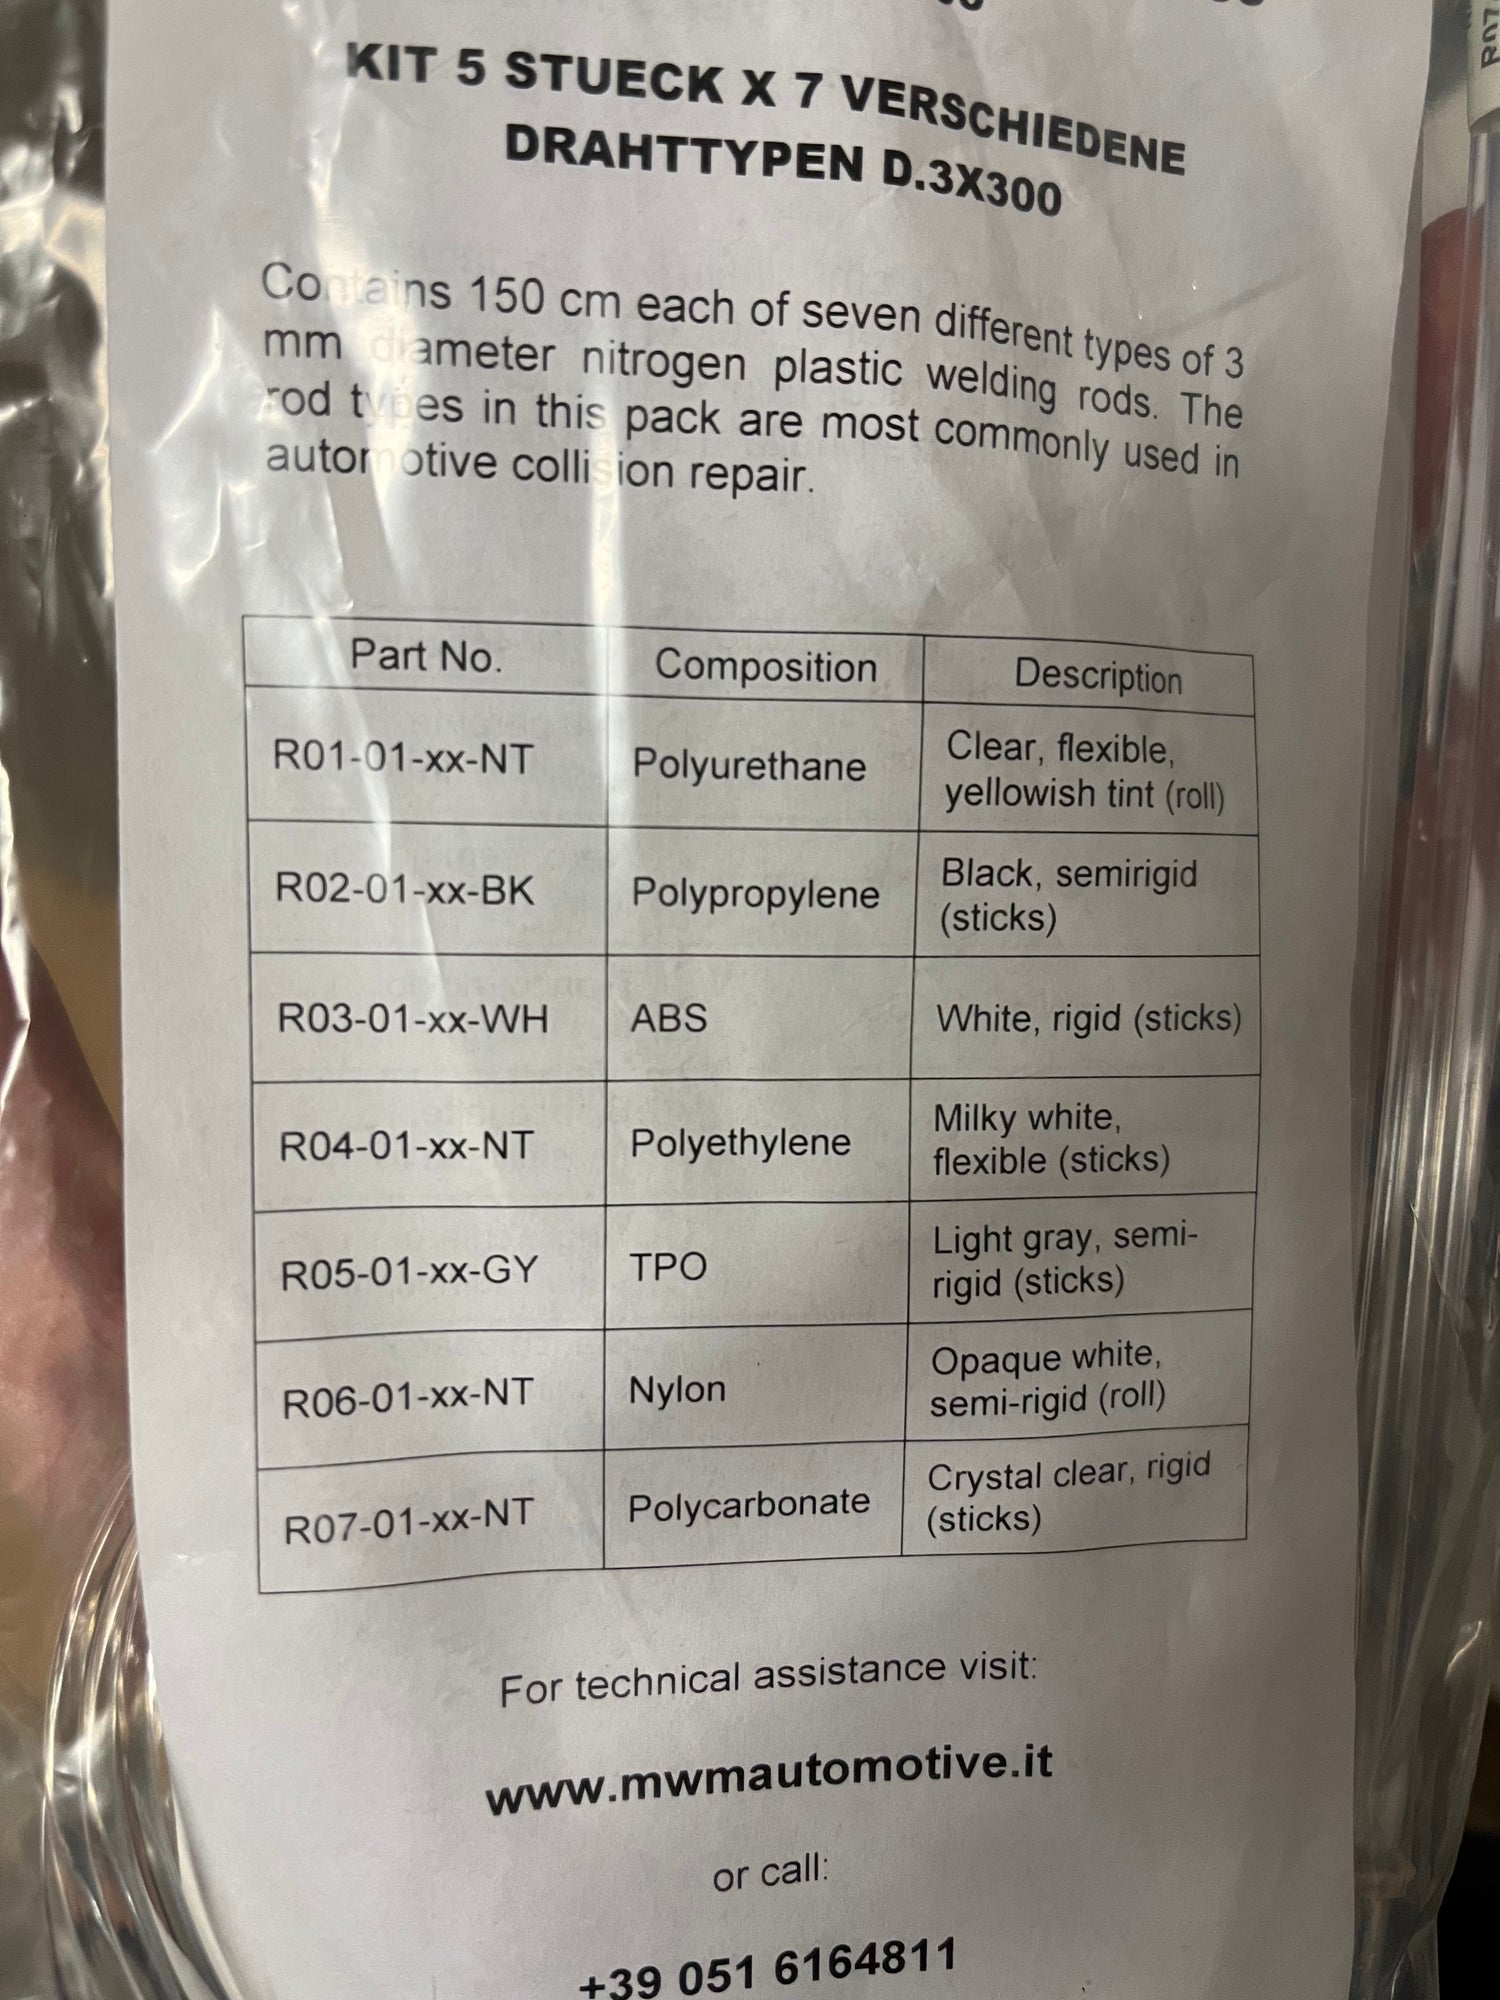 KIT 5 STUECK X 7 VERSCHIEDENE
DRAHTTYPEN D.3X300
Contains 150 cm each of seven different types of 3
mm diameter nitrogen plastic welding rods. The
rod types in this pack are most commonly used in
automotive collision repair.
Part No. Composition Description
R01-01-xx-NT Polyurethane Clear, flexible,
yellowish tint (roll)
R02-01-xx-BK Polypropylene Black, semirigid
(sticks)
R03-01-xx-WH ABS White, rigid (sticks)
R04-01-xx-NT Polyethylene Milky white,
flexible (sticks)
R05-01-xx-GY TPO Light gray, semi-
rigid (sticks)
R06-01-xx-NT Nylon Opaque white,
semi-rigid (roll)
R07-01-xx-NT Polycarbonate Crystal clear, rigid
(sticks)
For technical assistance visit:
www.mwmautomotive.it
or call:
+39 051 6164811
R07